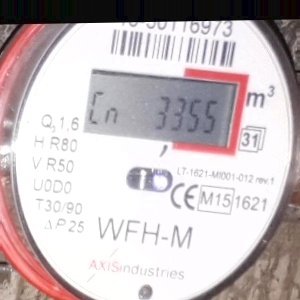 Cn 3355 m³
Q₃ 1,6
31
H R80
V R50
U0D0
T30/90
Δ P 25
LT-1621-MI001-012 rev.1
CE M15 1621
WFH-M
AXISindustries